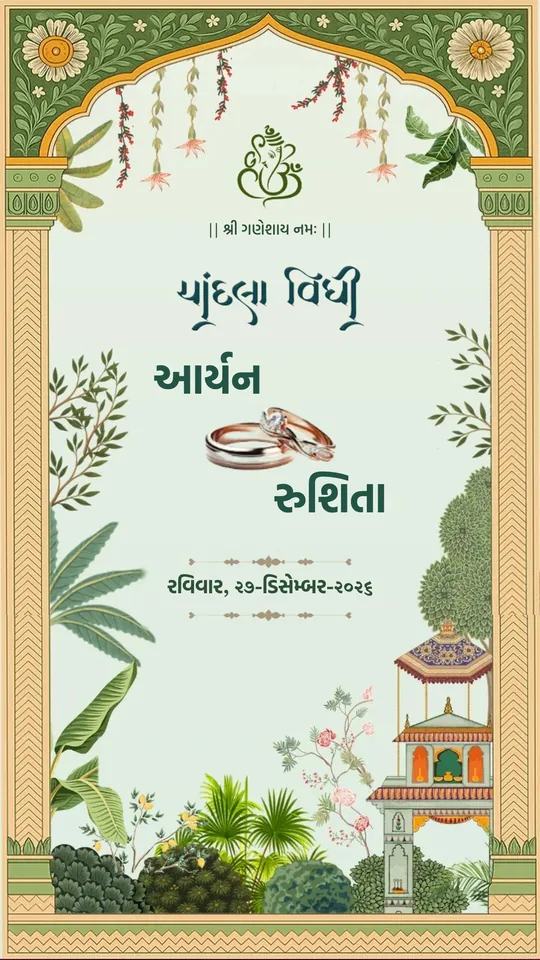 || શ્રી ગણેશાય નમઃ ||
ચાંદલા વિધી
આર્યન
રુશિતા
રવિવાર, ૨૭-ડિસેમ્બર-૨૦૨૬